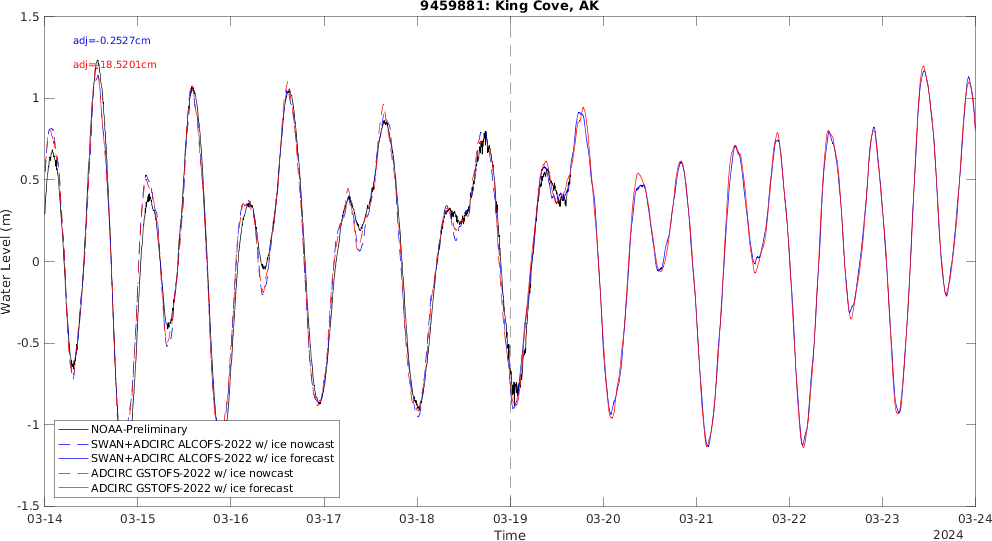 9459881: King Cove, AK
adj=-0.2527cm
adj=-18.5201cm
Water Level (m)
1.5
1
0.5
0
-0.5
-1
-1.5
NOAA-Preliminary
SWAN+ADCIRC ALCOFS-2022 w/ ice nowcast
SWAN+ADCIRC ALCOFS-2022 w/ ice forecast
ADCIRC GSTOFS-2022 w/ ice nowcast
ADCIRC GSTOFS-2022 w/ ice forecast
03-14 03-15 03-16 03-17 03-18 03-19 03-20 03-21 03-22 03-23 03-24
Time
2024